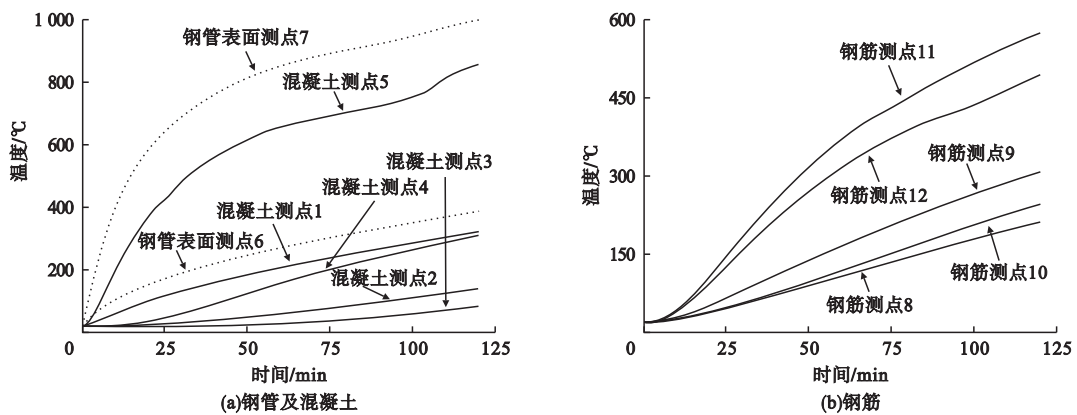 1 000
800
600
400
200
0
25
50
75
100
125
温度/℃
时间/min
钢管表面测点7
混凝土测点5
混凝土测点3
混凝土测点4
混凝土测点1
钢管表面测点6
混凝土测点2
(a)钢管及混凝土
600
450
300
150
0
25
50
75
100
125
温度/℃
时间/min
钢筋测点11
钢筋测点9
钢筋测点12
钢筋测点10
钢筋测点8
(b)钢筋